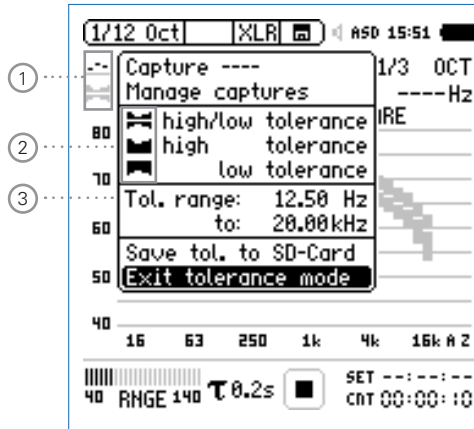 1/12 Oct XLR ASD 15:51
1 -.- Capture ---- 1/3 OCT
Manage captures ----Hz
IRE
80 high/low tolerance
2 high tolerance
70 low tolerance
3 Tol. range: 12.50 Hz
60 to: 20.00kHz
Save tol. to SD-Card
50 Exit tolerance mode
40
16 63 250 1k 4k 16k A Z
40 RNGE 140 τ0.2s SET --:--:--
CNT 00:00:10